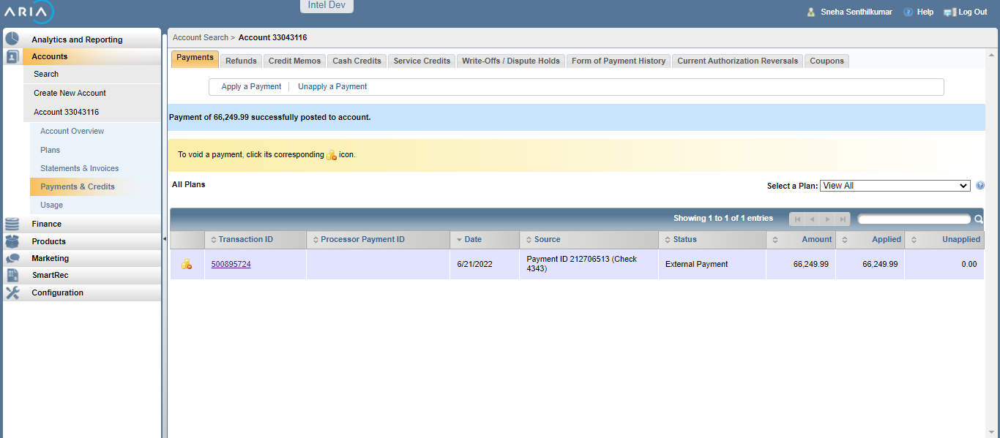 ARIA
Intel Dev
Sneha Senthilkumar Help Log Out
Analytics and Reporting
Accounts
Search
Create New Account
Account 33043116
Account Overview
Plans
Statements & Invoices
Payments & Credits
Usage
Finance
Products
Marketing
SmartRec
Configuration
Account Search > Account 33043116
Payments Refunds Credit Memos Cash Credits Service Credits Write-Offs / Dispute Holds Form of Payment History Current Authorization Reversals Coupons
Apply a Payment Unapply a Payment
Payment of 66,249.99 successfully posted to account.
To void a payment, click its corresponding icon.
All Plans Select a Plan: View All
Showing 1 to 1 of 1 entries
Transaction ID Processor Payment ID Date Source Status Amount Applied Unapplied
500895724 6/21/2022 Payment ID 212706513 (Check 4343) External Payment 66,249.99 66,249.99 0.00